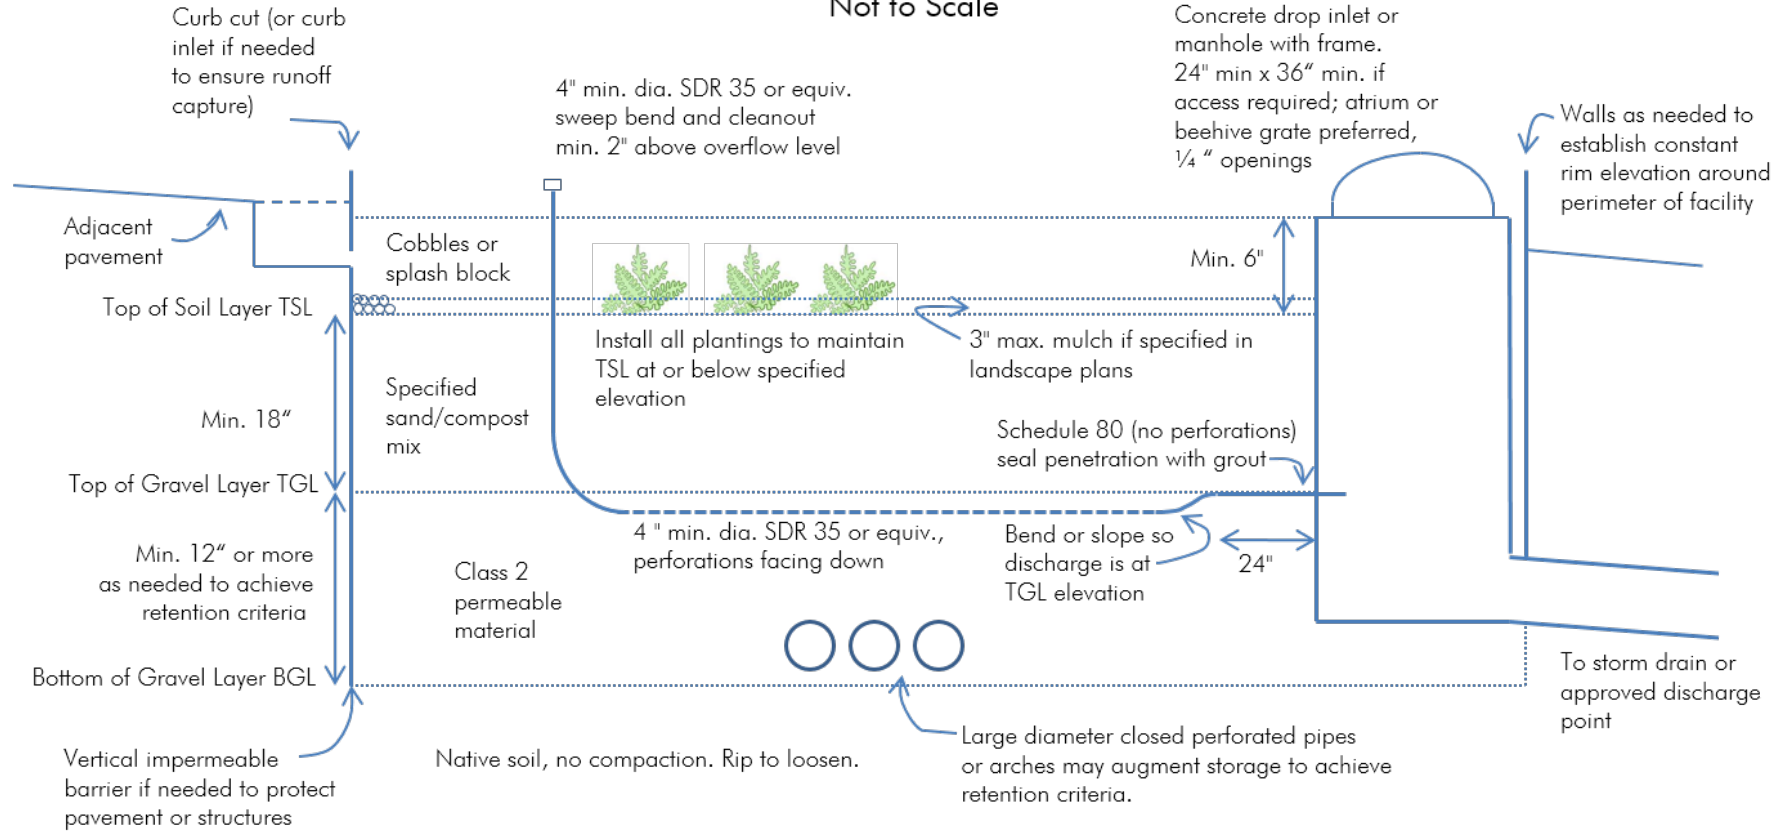 Not to Scale
Curb cut (or curb
inlet if needed
to ensure runoff
capture)
4" min. dia. SDR 35 or equiv.
sweep bend and cleanout
min. 2" above overflow level
Concrete drop inlet or
manhole with frame.
24" min x 36“ min. if
access required; atrium or
beehive grate preferred,
¼ “ openings
Walls as needed to
establish constant
rim elevation around
perimeter of facility
Adjacent
pavement
Cobbles or
splash block
Min. 6"
Top of Soil Layer TSL
Install all plantings to maintain
TSL at or below specified
elevation
3" max. mulch if specified in
landscape plans
Min. 18“
Specified
sand/compost
mix
Schedule 80 (no perforations)
seal penetration with grout
Top of Gravel Layer TGL
4 " min. dia. SDR 35 or equiv.,
perforations facing down
Bend or slope so
discharge is at
TGL elevation
24"
Min. 12“ or more
as needed to achieve
retention criteria
Class 2
permeable
material
Bottom of Gravel Layer BGL
To storm drain or
approved discharge
point
Vertical impermeable
barrier if needed to protect
pavement or structures
Native soil, no compaction. Rip to loosen.
Large diameter closed perforated pipes
or arches may augment storage to achieve
retention criteria.